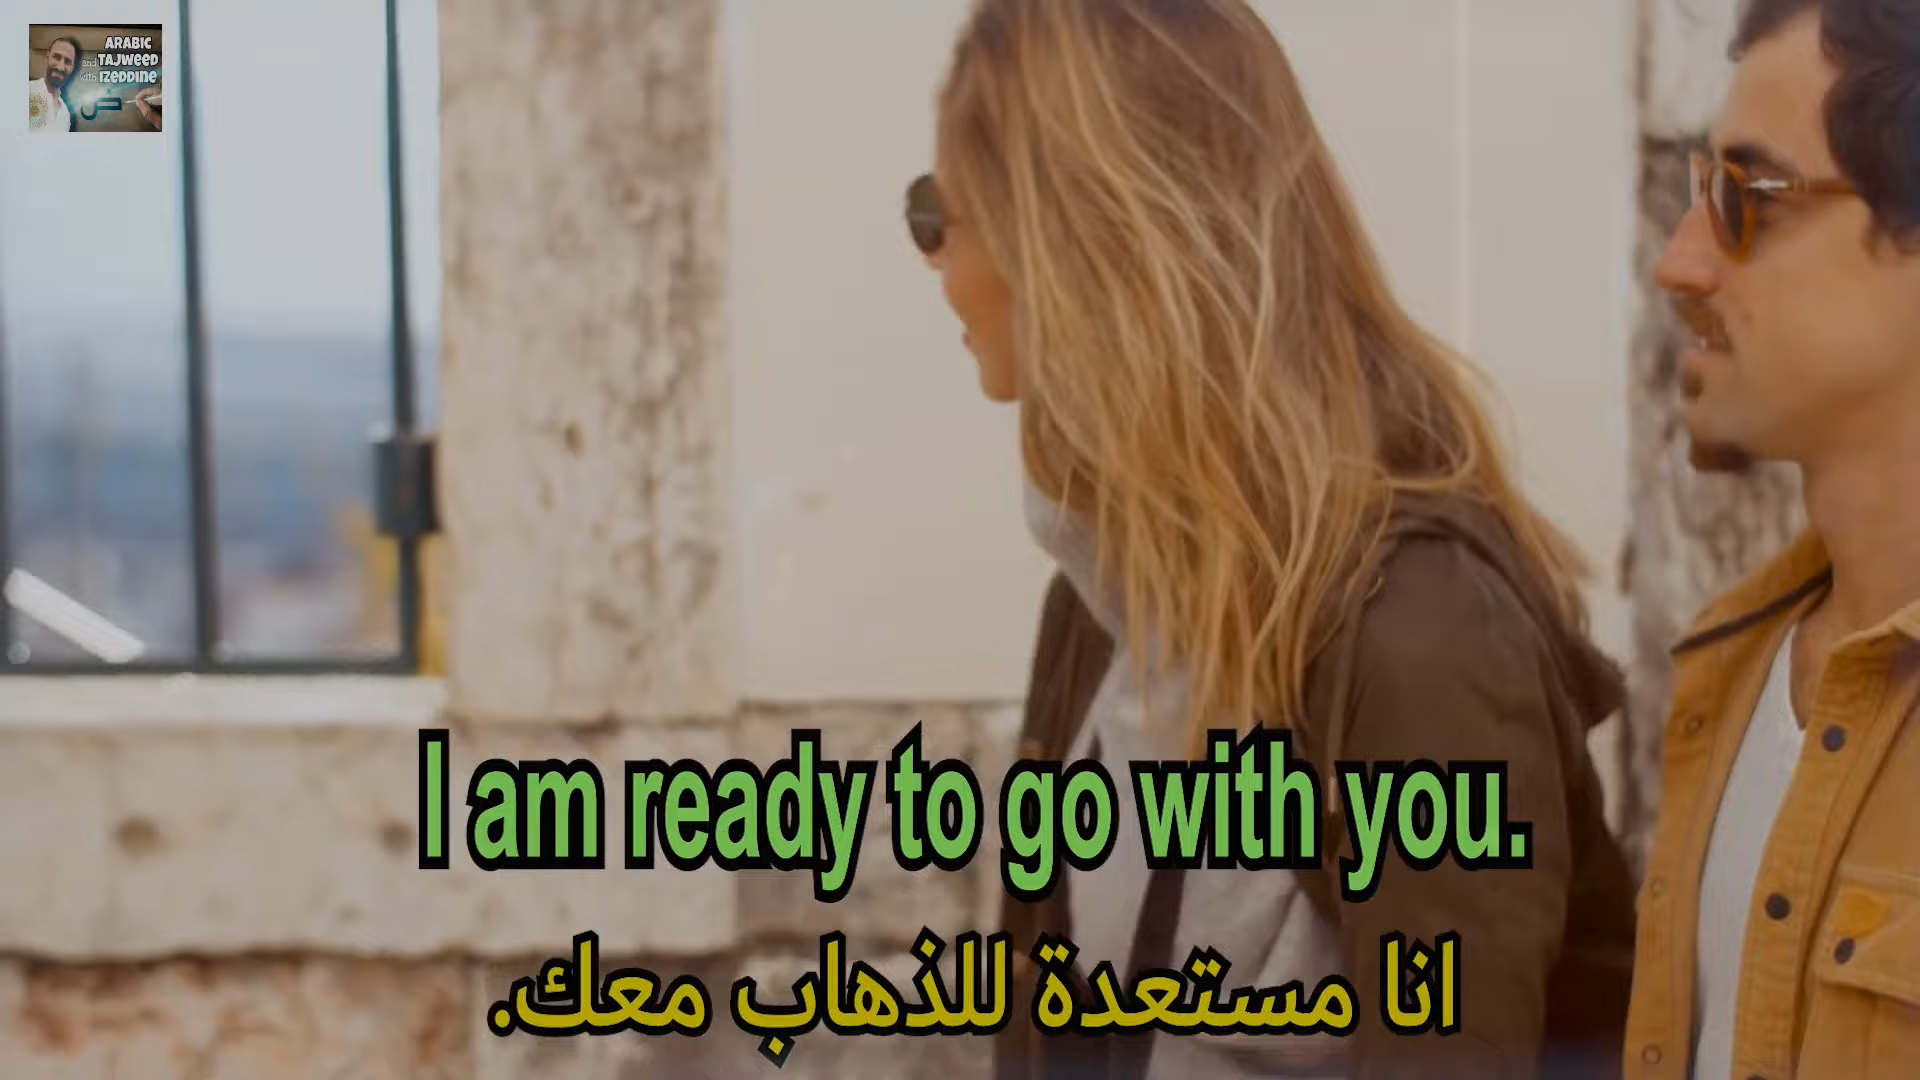 ARABIC
and TAJWEED
with IZEDDINE
ض
I am ready to go with you.
انا مستعدة للذهاب معك.